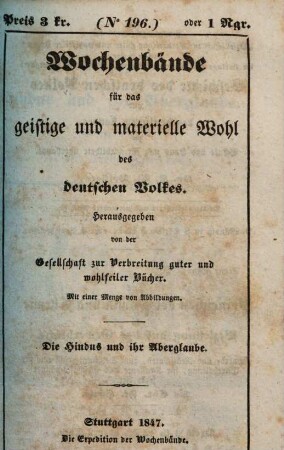 Preis 3 kr. (No 196.) oder 1 Ngr.
Wochenbände
für das
geistige und materielle Wohl
des
deutschen Volkes.
Herausgegeben
von der
Gesellschaft zur Verbreitung guter und
wohlfeiler Bücher.
Mit einer Menge von Abbildungen.
Die Hindus und ihr Aberglaube.
Stuttgart 1847.
Die Expedition der Wochenbände.